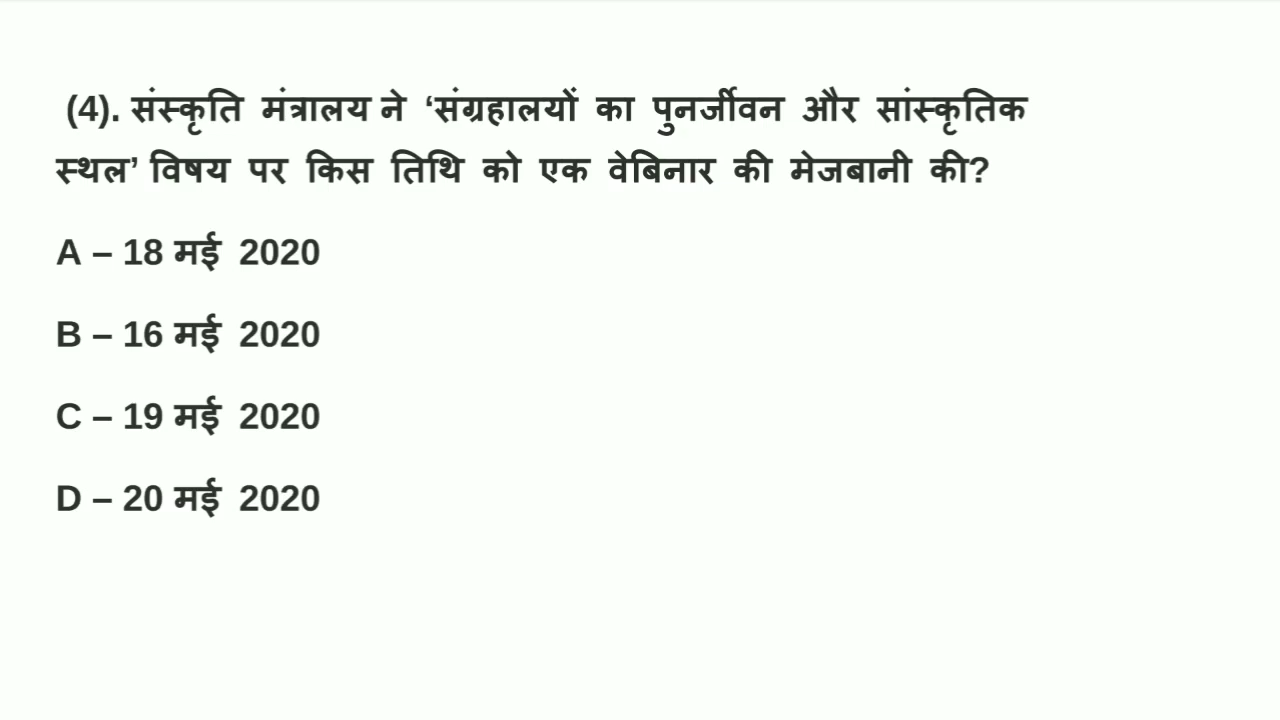 (4). संस्कृति मंत्रालय ने ‘संग्रहालयों का पुनर्जीवन और सांस्कृतिक
स्थल’ विषय पर किस तिथि को एक वेबिनार की मेजबानी की?
A – 18 मई 2020
B – 16 मई 2020
C – 19 मई 2020
D – 20 मई 2020